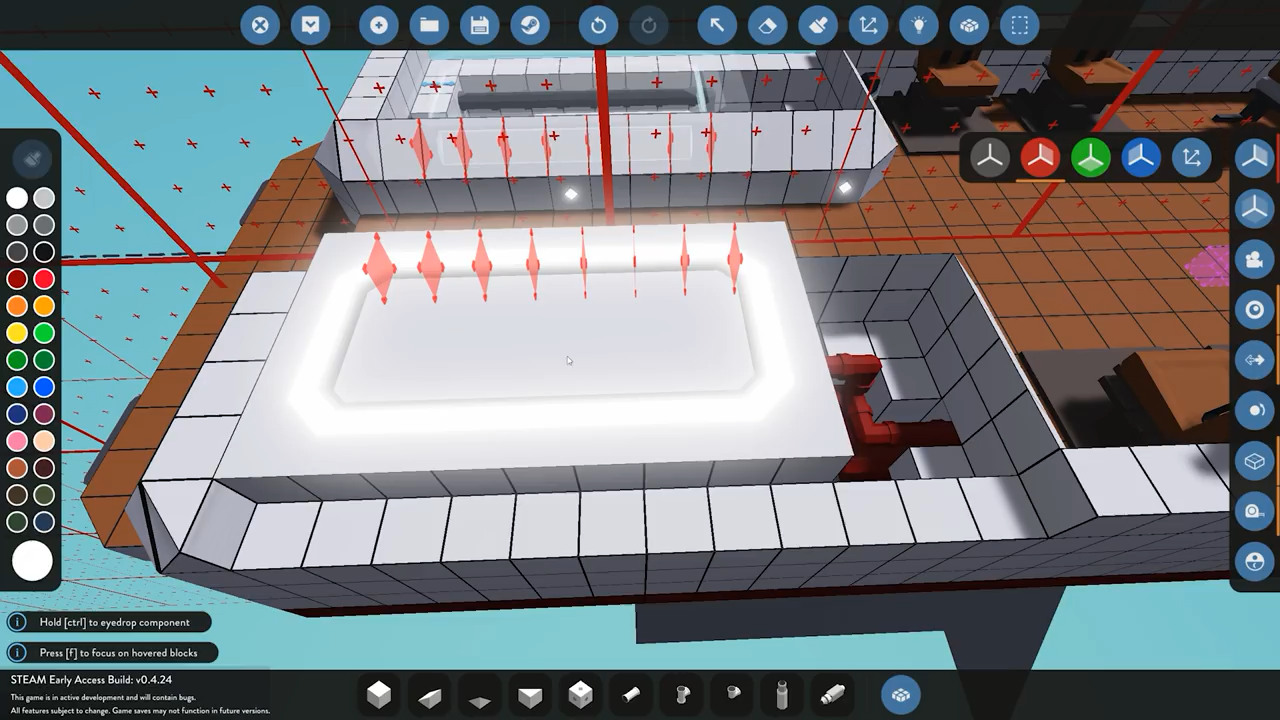 Hold [ctrl] to eyedrop component
Press [f] to focus on hovered blocks
STEAM Early Access Build: v0.4.24
This game is in active development and will contain bugs.
All features subject to change. Game saves may not function in future versions.